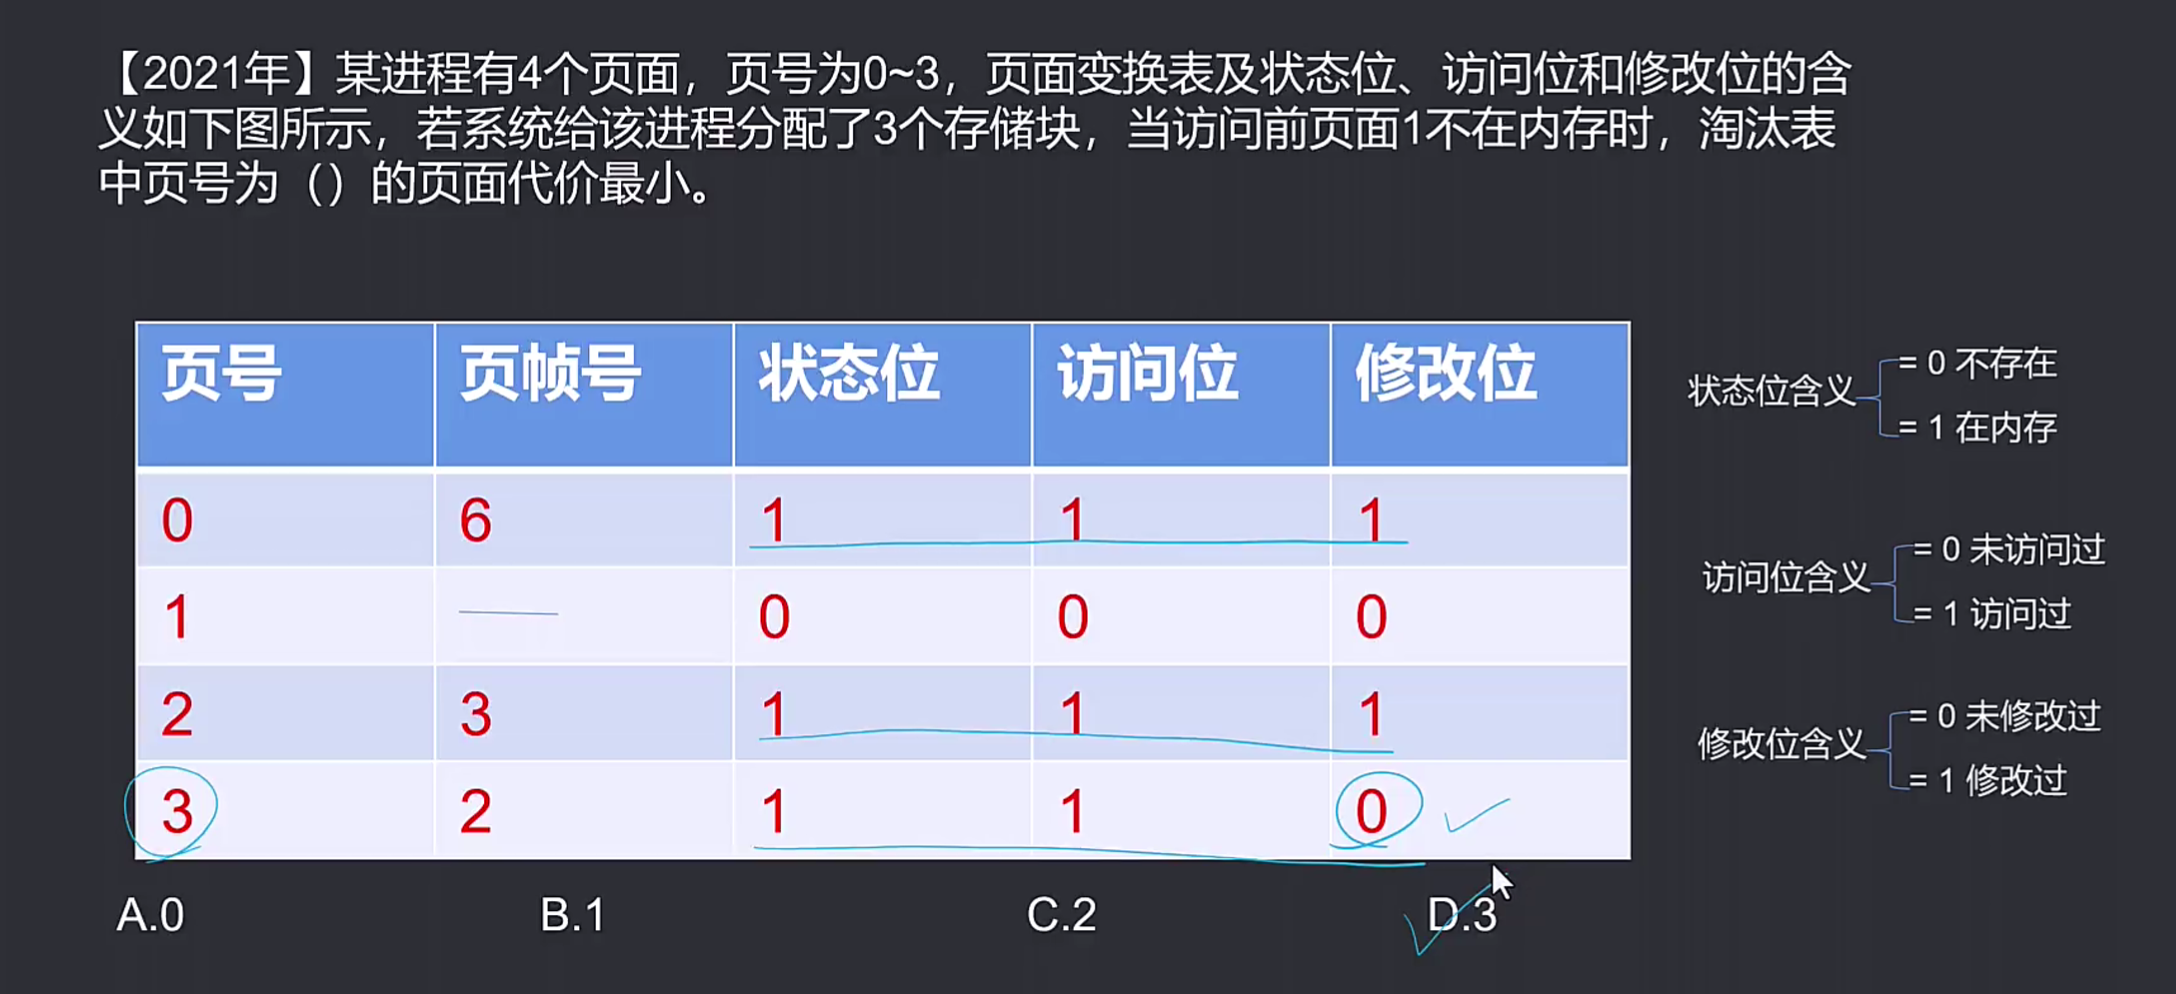 【2021年】某进程有4个页面，页号为0~3，页面变换表及状态位、访问位和修改位的含
义如下图所示，若系统给该进程分配了3个存储块，当访问前页面1不在内存时，淘汰表
中页号为（）的页面代价最小。
页号 页帧号 状态位 访问位 修改位
0 6 1 1 1
1 —— 0 0 0
2 3 1 1 1
3 2 1 1 0
状态位含义
= 0 不存在
= 1 在内存
访问位含义
= 0 未访问过
= 1 访问过
修改位含义
= 0 未修改过
= 1 修改过
A.0 B.1 C.2 D.3